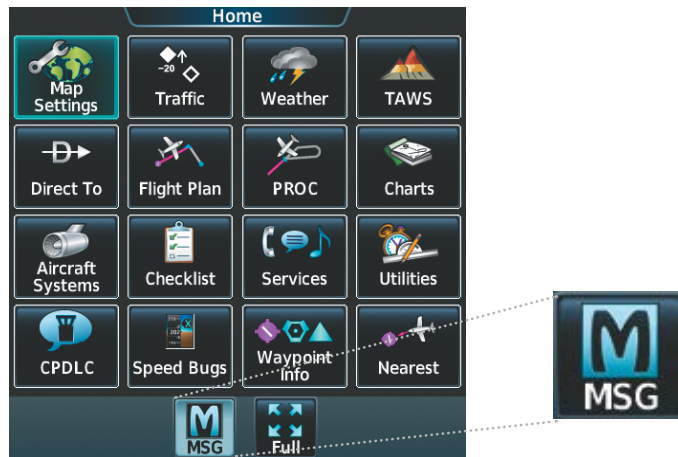 Home
Map
Settings
-20
Traffic
Weather
TAWS
D
Direct To
Flight Plan
PROC
Charts
Aircraft
Systems
Checklist
Services
Utilities
CPDLC
Speed Bugs
Waypoint
Info
Nearest
M
MSG
Full
M
MSG